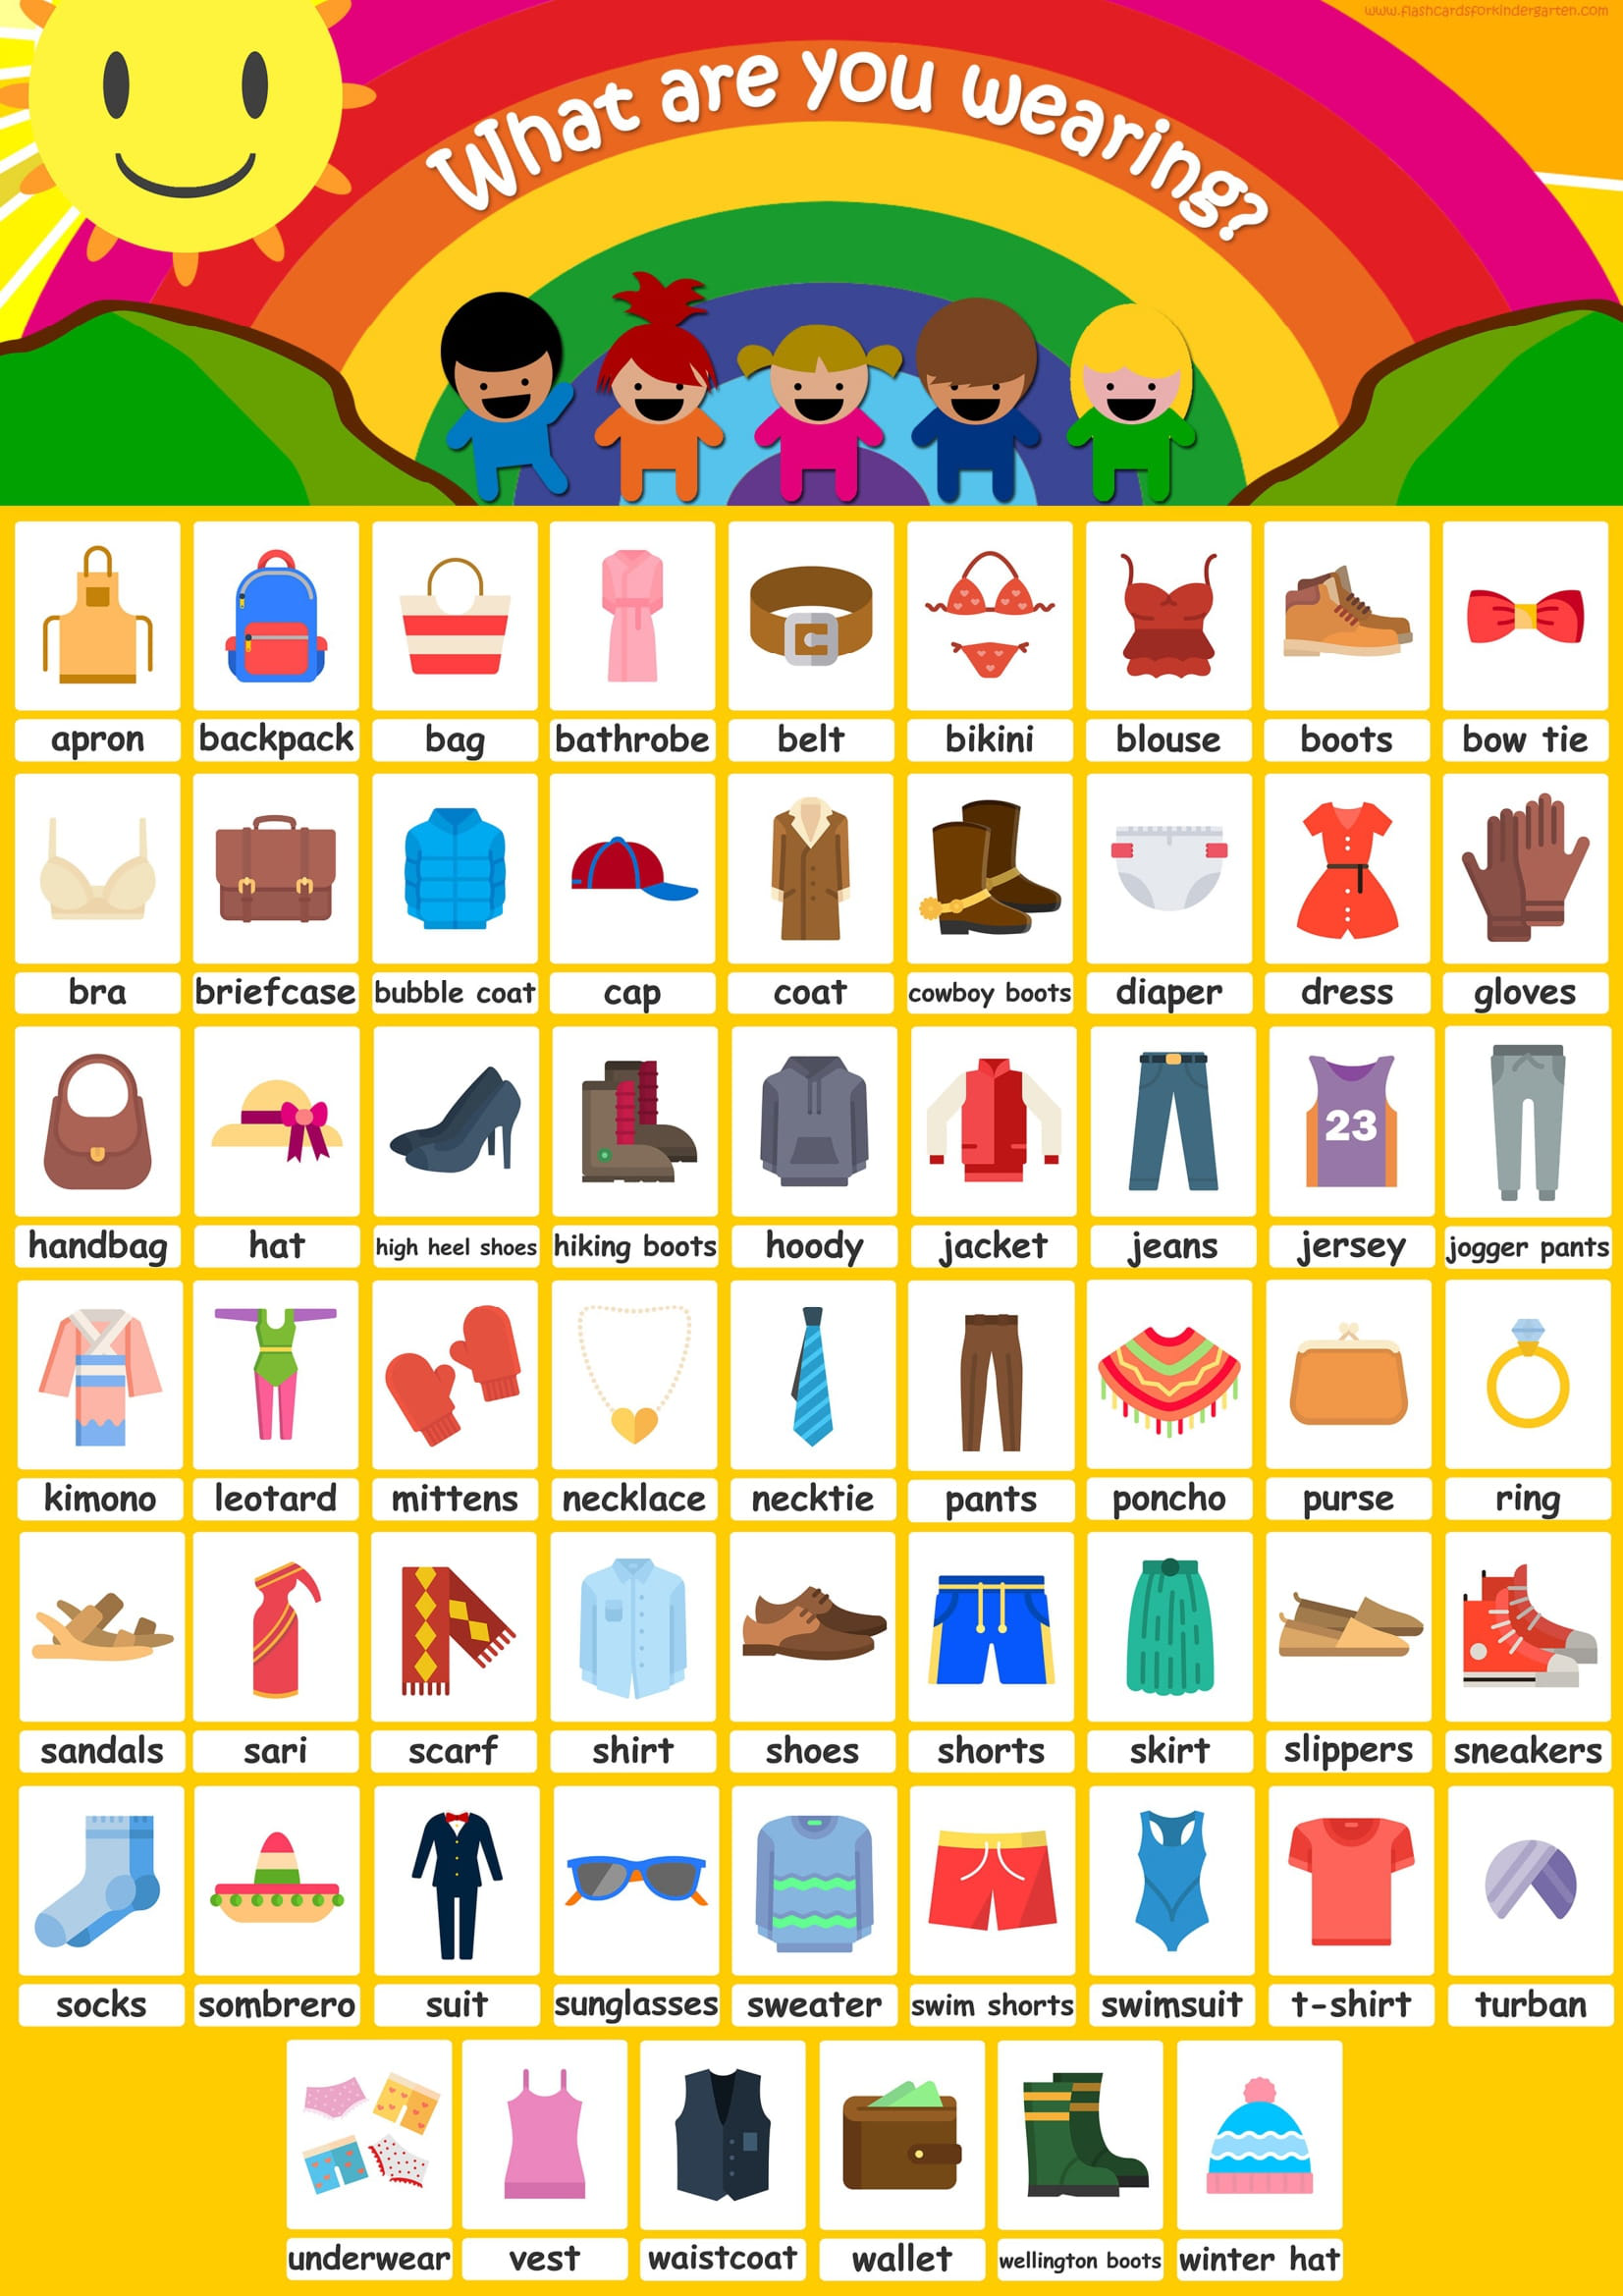 www.flashcardsforkindergarten.com
What are you wearing?
apron backpack bag bathrobe belt bikini blouse boots bow tie
bra briefcase bubble coat cap coat cowboy boots diaper dress gloves
23
handbag hat high heel shoes hiking boots hoody jacket jeans jersey jogger pants
kimono leotard mittens necklace necktie pants poncho purse ring
sandals sari scarf shirt shoes shorts skirt slippers sneakers
socks sombrero suit sunglasses sweater swim shorts swimsuit t-shirt turban
underwear vest waistcoat wallet wellington boots winter hat